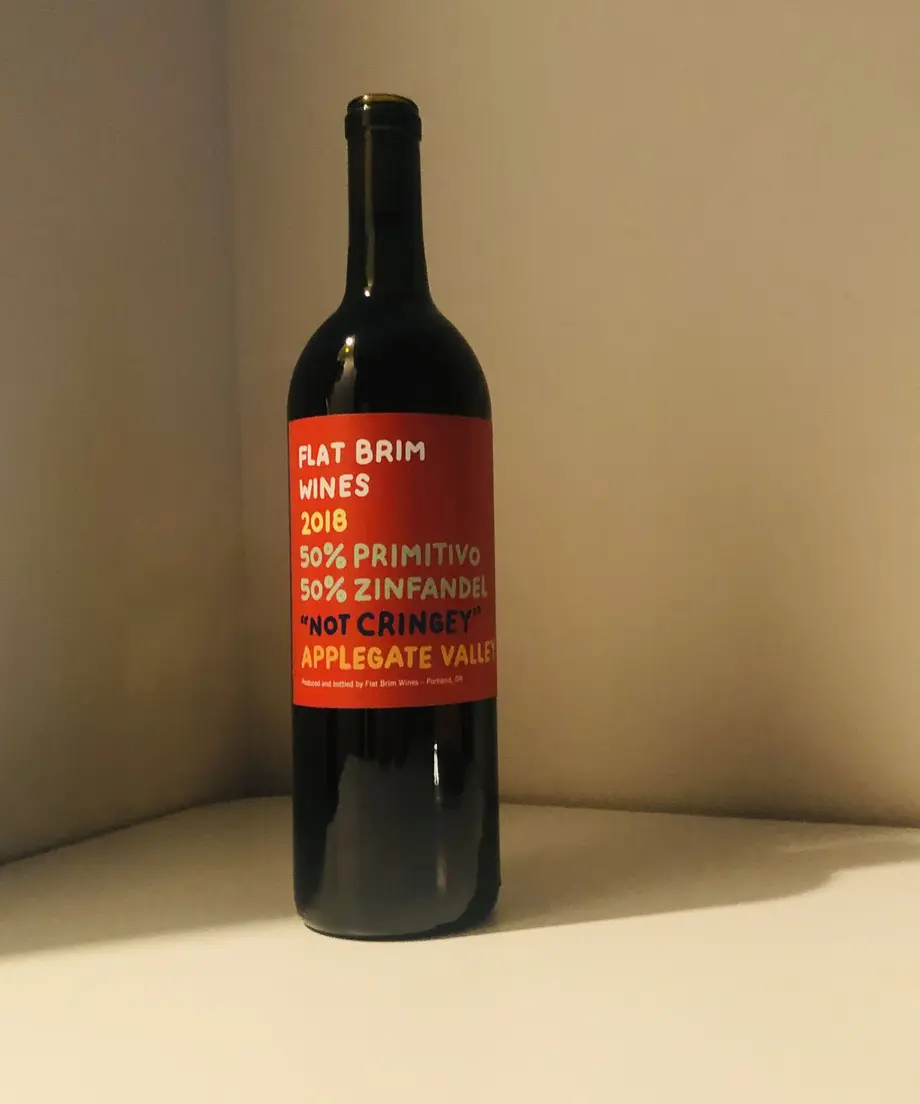 FLAT BRIM
WINES
2018
50% PRIMITIVO
50% ZINFANDEL
“NOT CRINGEY”
APPLEGATE VALLEY
Produced and bottled by Flat Brim Wines – Portland, OR